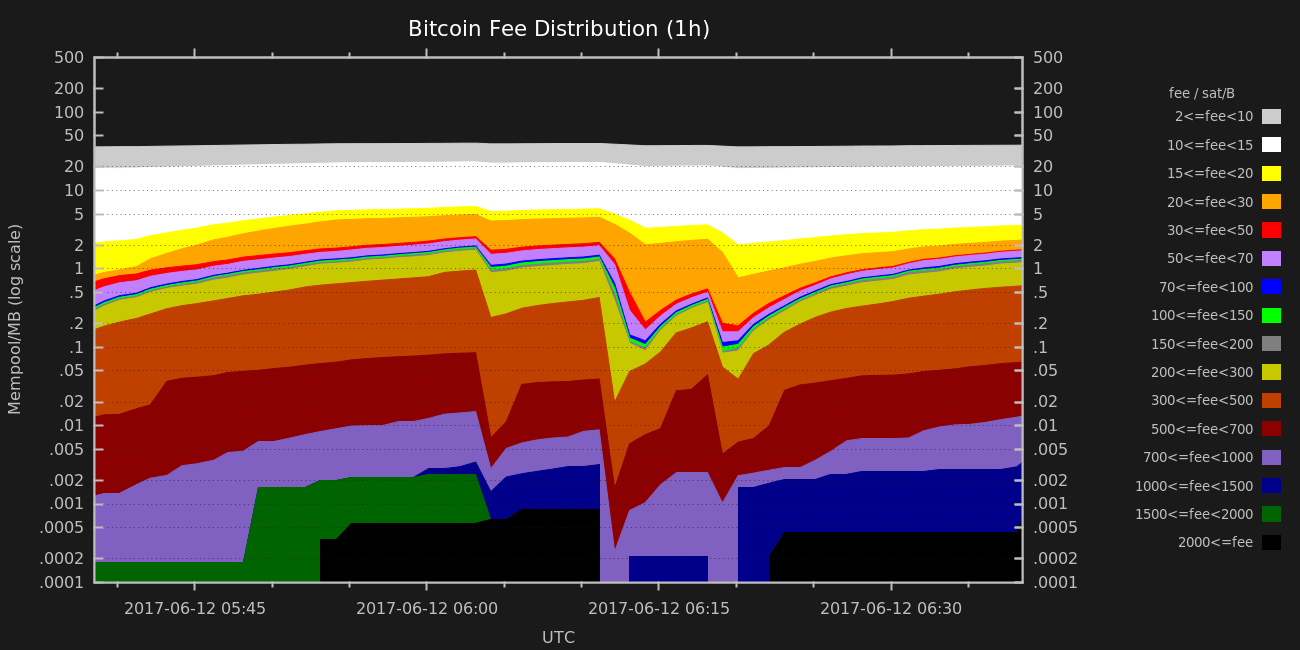 Bitcoin Fee Distribution (1h)
Mempool/MB (log scale)
500
200
100
50
20
10
5
2
1
.5
.2
.1
.05
.02
.01
.005
.002
.001
.0005
.0002
.0001
500
200
100
50
20
10
5
2
1
.5
.2
.1
.05
.02
.01
.005
.002
.001
.0005
.0002
.0001
2017-06-12 05:45
2017-06-12 06:00
2017-06-12 06:15
2017-06-12 06:30
UTC
fee / sat/B
2<=fee<10
10<=fee<15
15<=fee<20
20<=fee<30
30<=fee<50
50<=fee<70
70<=fee<100
100<=fee<150
150<=fee<200
200<=fee<300
300<=fee<500
500<=fee<700
700<=fee<1000
1000<=fee<1500
1500<=fee<2000
2000<=fee